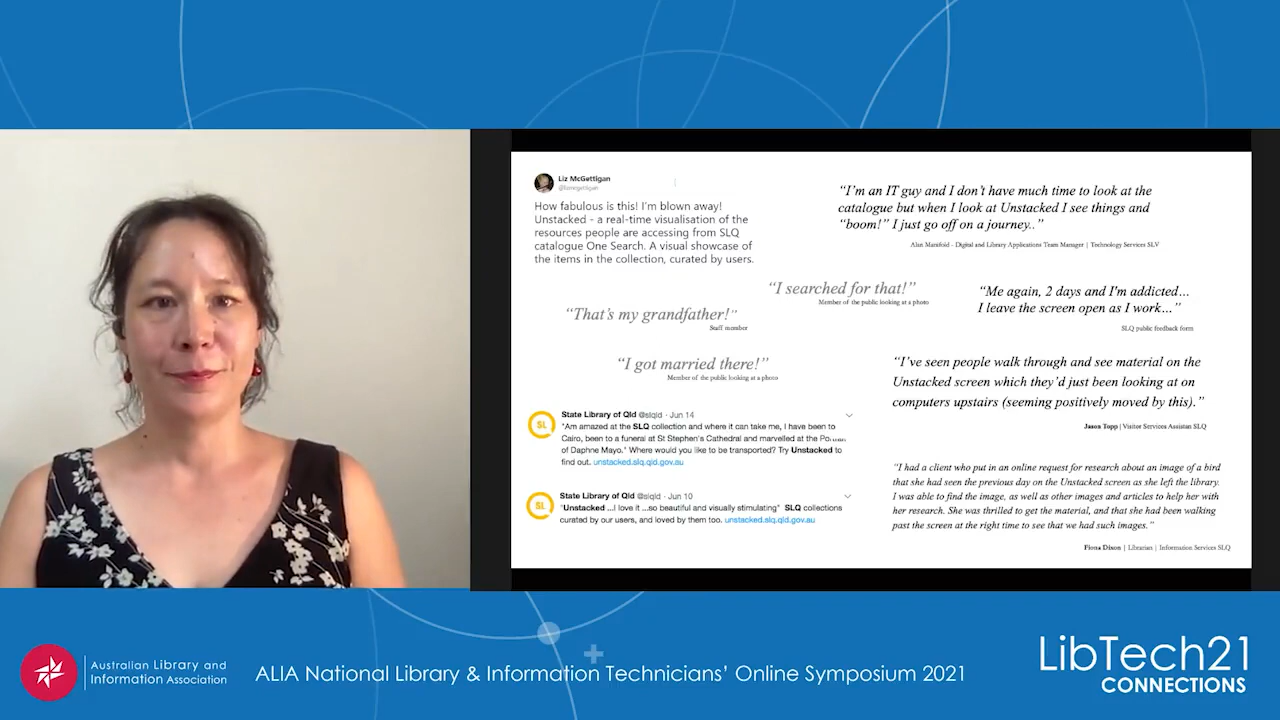 Liz McGettigan
@lizmcgettigan
How fabulous is this! I'm blown away!
Unstacked - a real-time visualisation of the
resources people are accessing from SLQ
catalogue One Search. A visual showcase of
the items in the collection, curated by users.
“I'm an IT guy and I don't have much time to look at the
catalogue but when I look at Unstacked I see things and
“boom!” I just go off on a journey..”
Alan Manifold - Digital and Library Applications Team Manager | Technology Services SLV
“I searched for that!”
Member of the public looking at a photo
“That's my grandfather!”
Staff member
“Me again, 2 days and I'm addicted…
I leave the screen open as I work…”
SLQ public feedback form
“I got married there!”
Member of the public looking at a photo
“I've seen people walk through and see material on the
Unstacked screen which they'd just been looking at on
computers upstairs (seeming positively moved by this).”
Jason Topp | Visitor Services Assistan SLQ
SL
State Library of Qld @slqld · Jun 14
"Am amazed at the SLQ collection and where it can take me, I have been to
Cairo, been to a funeral at St Stephen's Cathedral and marvelled at the
of Daphne Mayo." Where would you like to be transported? Try Unstacked to
find out. unstacked.slq.qld.gov.au
SL
State Library of Qld @slqld · Jun 10
"Unstacked ...I love it ...so beautiful and visually stimulating" SLQ collections
curated by our users, and loved by them too. unstacked.slq.qld.gov.au
“I had a client who put in an online request for research about an image of a bird
that she had seen the previous day on the Unstacked screen as she left the library.
I was able to find the image, as well as other images and articles to help her with
her research. She was thrilled to get the material, and that she had been walking
past the screen at the right time to see that we had such images.”
Fiona Dixon | Librarian | Information Services SLQ
Australian Library and
Information Association
ALIA National Library & Information Technicians' Online Symposium 2021
LibTech21
CONNECTIONS